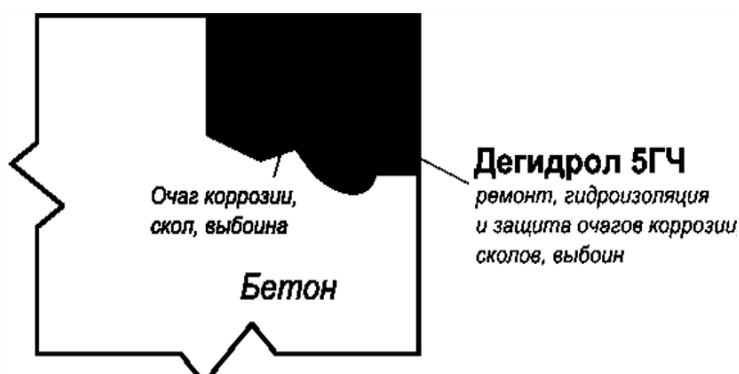 Очаг коррозии,
скол, выбоина
Бетон
Дегидрол 5ГЧ
ремонт, гидроизоляция
и защита очагов коррозии,
сколов, выбоин